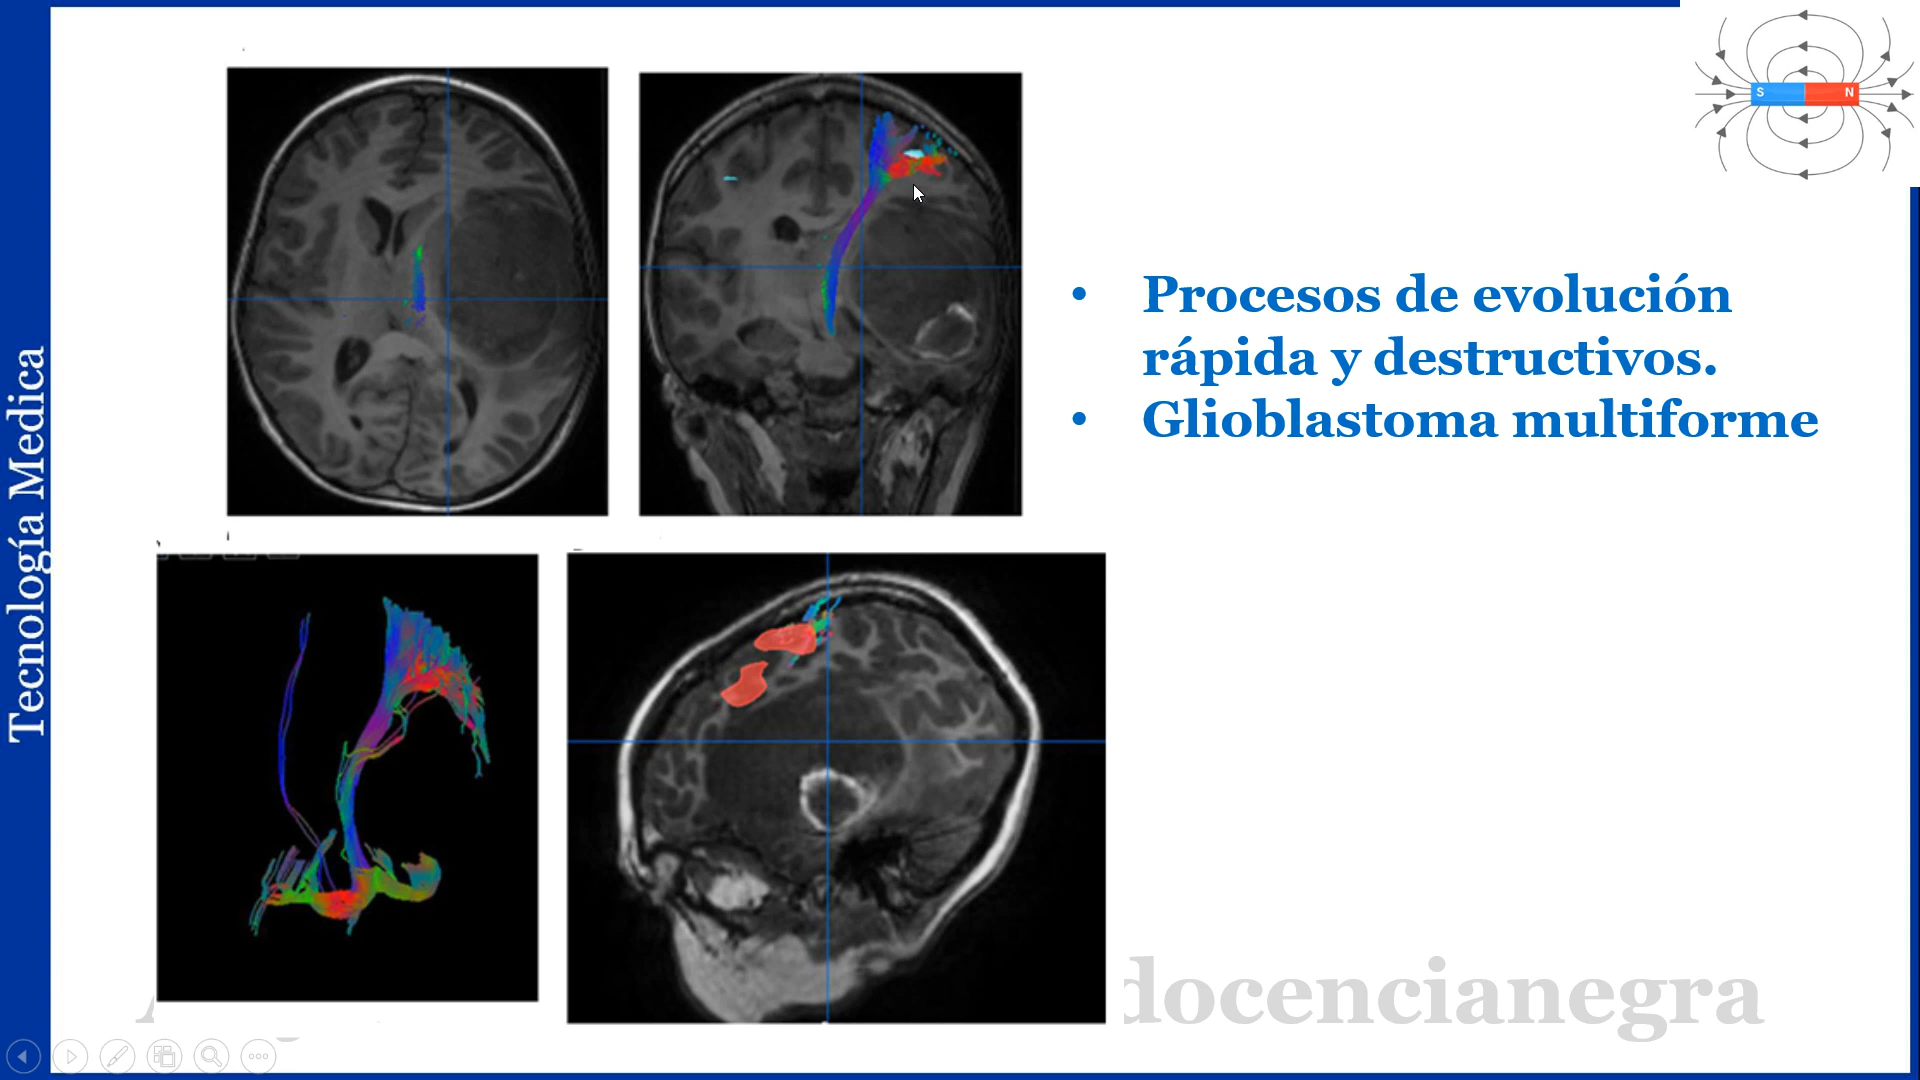 Tecnología Medica
S N
• Procesos de evolución
rápida y destructivos.
• Glioblastoma multiforme
docencianegra